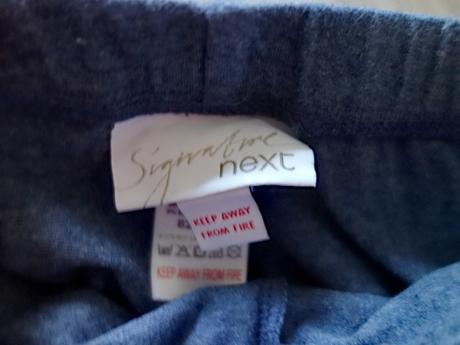 Signature
next
KEEP AWAY
FROM FIRE
KEEP AWAY FROM FIRE